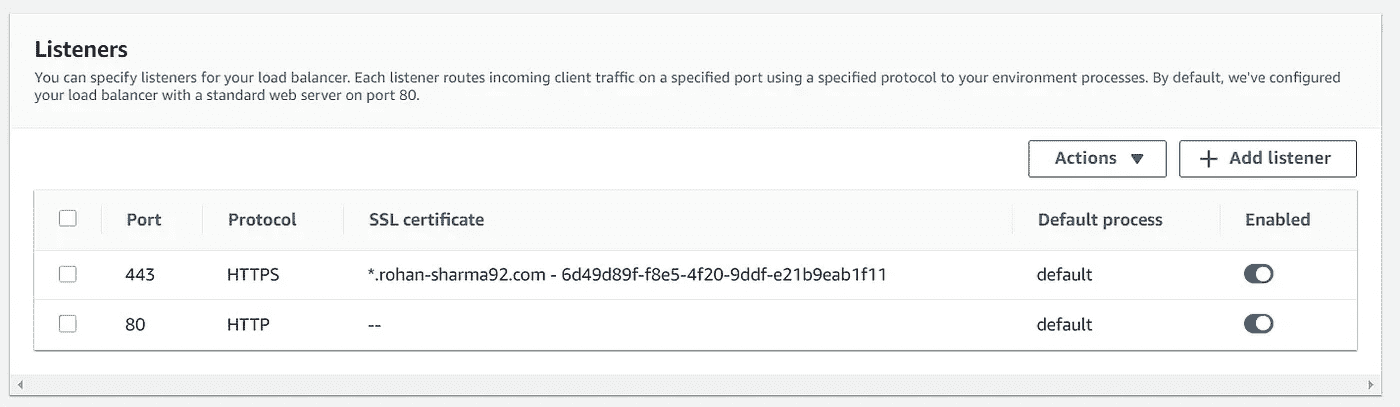 Listeners
You can specify listeners for your load balancer. Each listener routes incoming client traffic on a specified port using a specified protocol to your environment processes. By default, we've configured
your load balancer with a standard web server on port 80.
Actions + Add listener
Port Protocol SSL certificate Default process Enabled
443 HTTPS *.rohan-sharma92.com - 6d49d89f-f8e5-4f20-9ddf-e21b9eab1f11 default
80 HTTP -- default